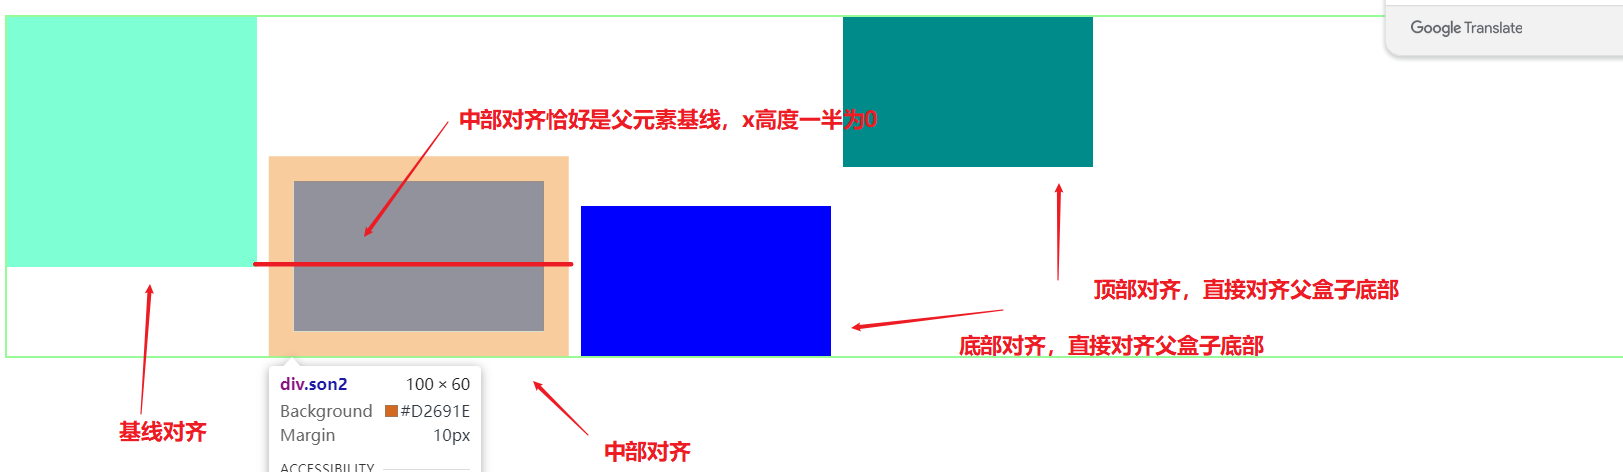 Google Translate
中部对齐恰好是父元素基线，x高度一半为0
顶部对齐，直接对齐父盒子底部
底部对齐，直接对齐父盒子底部
div.son2 100 × 60
Background #D2691E
Margin 10px
ACCESSIBILITY
基线对齐
中部对齐